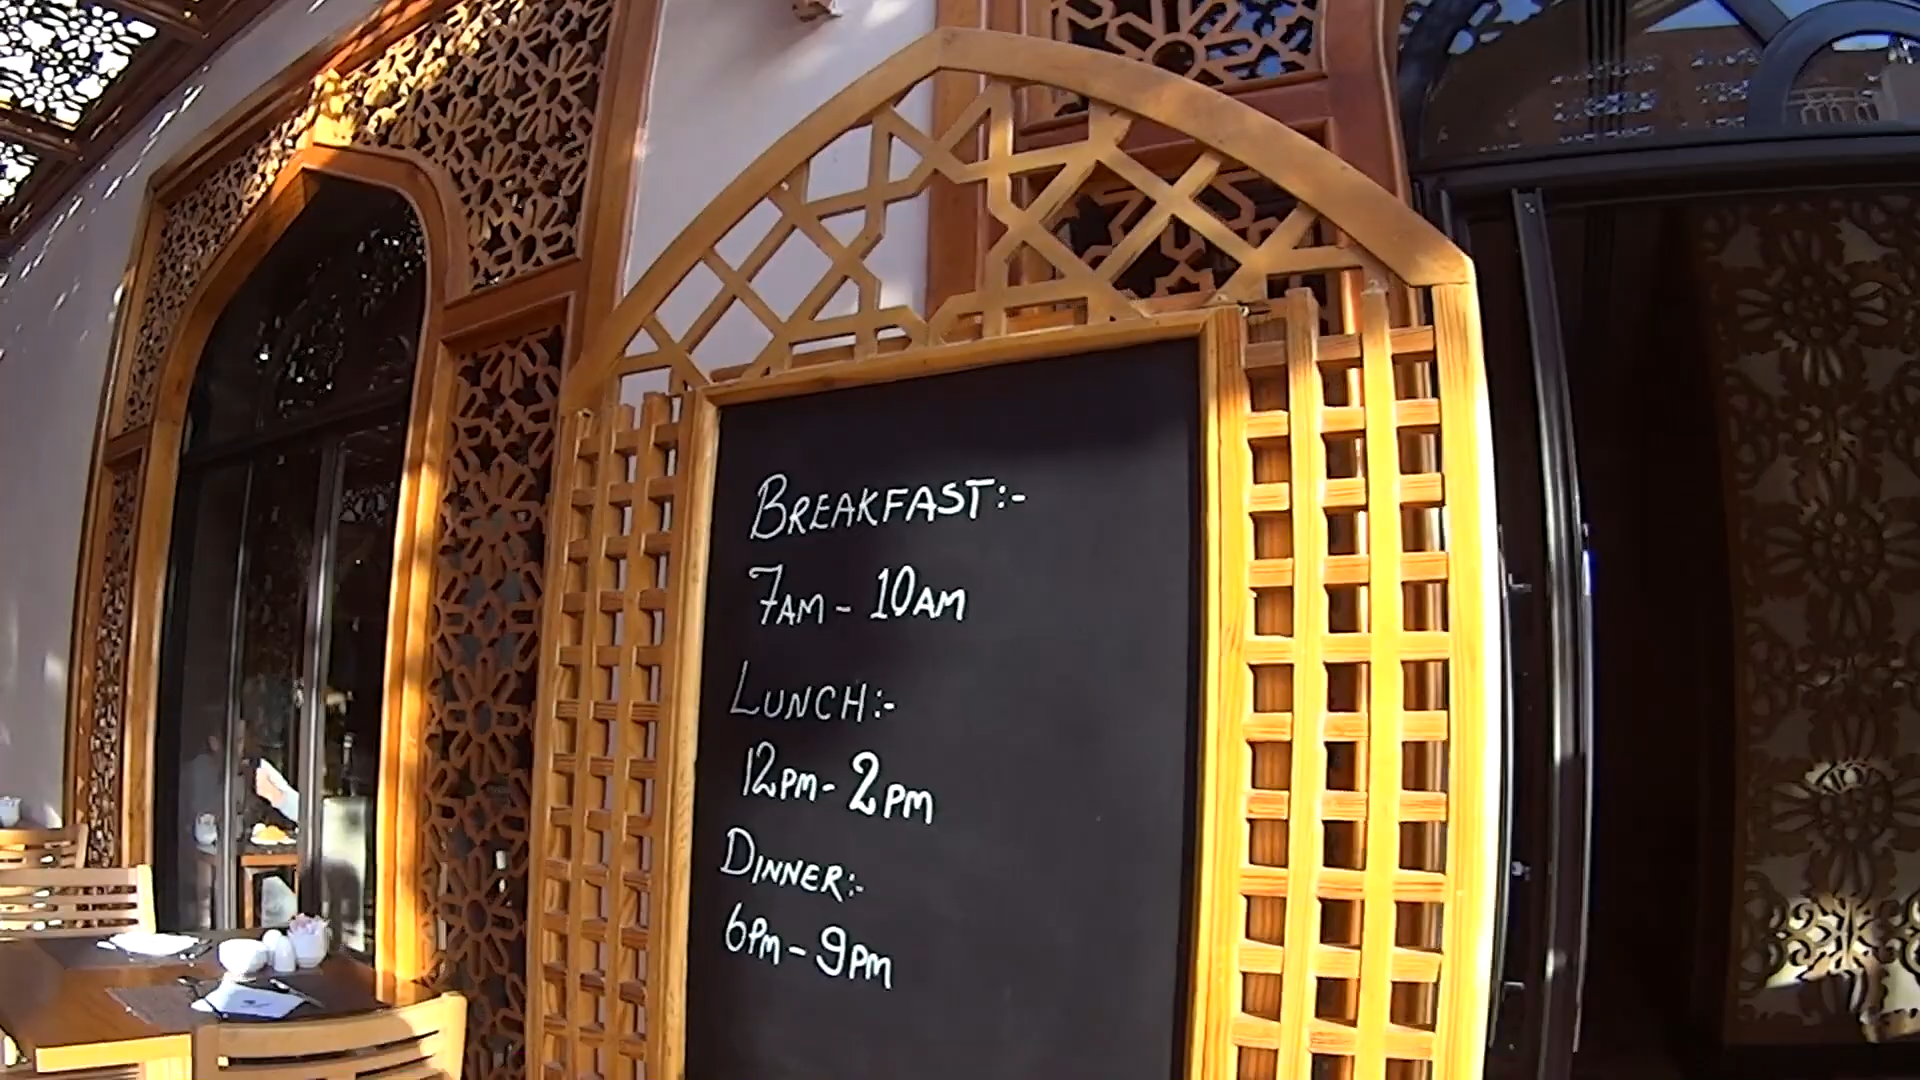 BREAKFAST:-
7AM - 10AM
LUNCH:-
12PM - 2PM
DINNER:-
6PM - 9PM